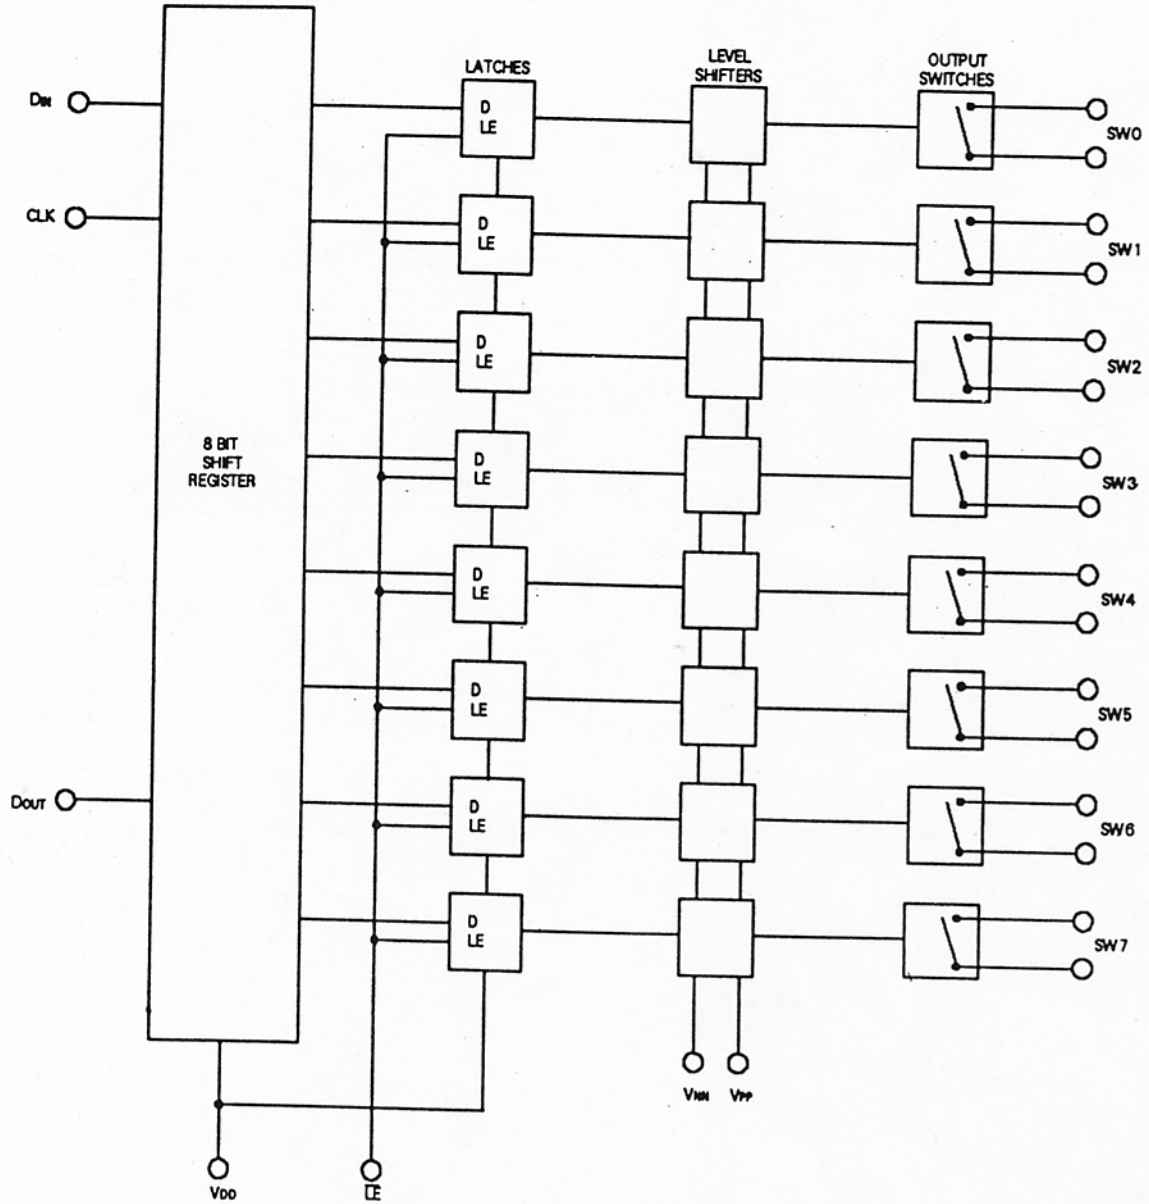 LATCHES
LEVEL
SHIFTERS
OUTPUT
SWITCHES
DIN
D
LE
SW0
CLK
D
LE
SW1
D
LE
SW2
8 BIT
SHIFT
REGISTER
D
LE
SW3
D
LE
SW4
D
LE
SW5
DOUT
D
LE
SW6
D
LE
SW7
VNN
VPP
VDD
L̅E̅